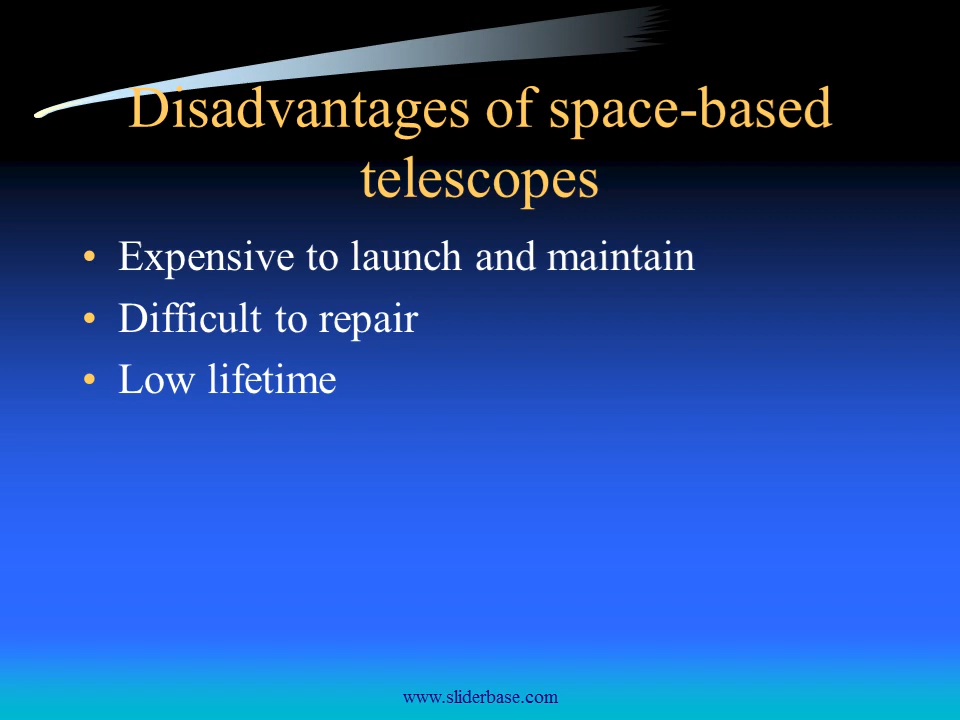 Disadvantages of space-based
telescopes
• Expensive to launch and maintain
• Difficult to repair
• Low lifetime
www.sliderbase.com